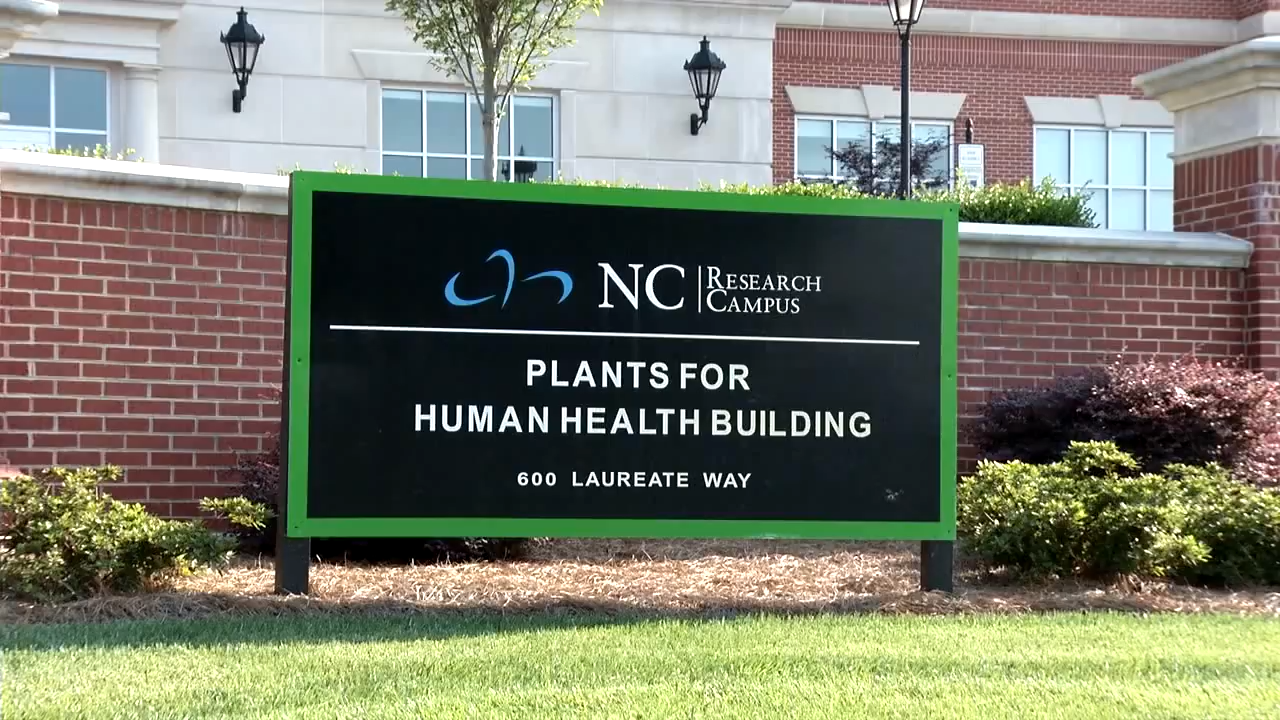 NC
RESEARCH
CAMPUS
PLANTS FOR
HUMAN HEALTH BUILDING
600 LAUREATE WAY